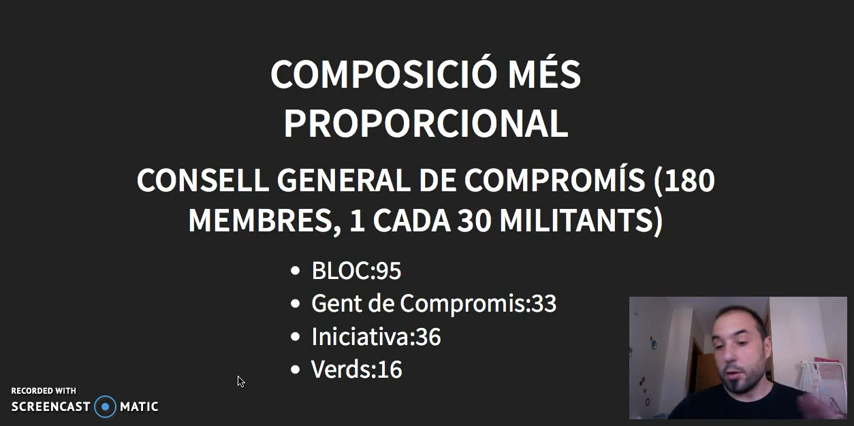 COMPOSICIÓ MÉS
PROPORCIONAL
CONSELL GENERAL DE COMPROMÍS (180
MEMBRES, 1 CADA 30 MILITANTS)
• BLOC:95
• Gent de Compromis:33
• Iniciativa:36
• Verds:16
RECORDED WITH
SCREENCAST MATIC